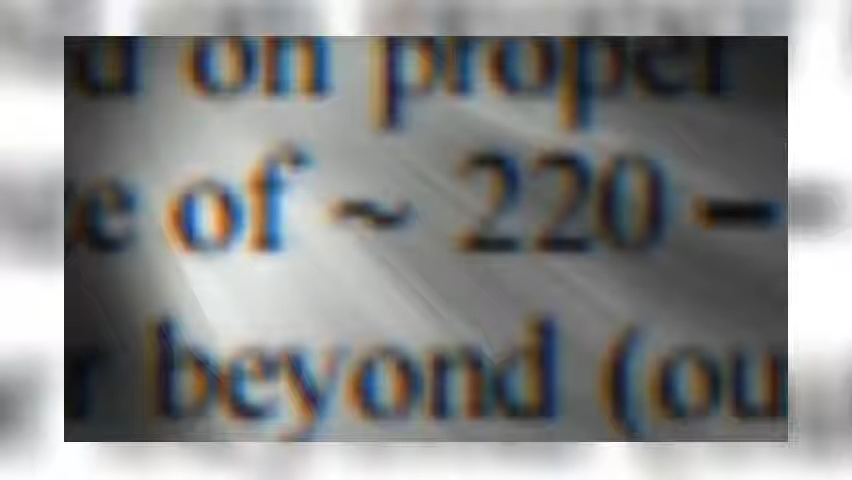 on proper
of ~ 220 –
beyond (ou